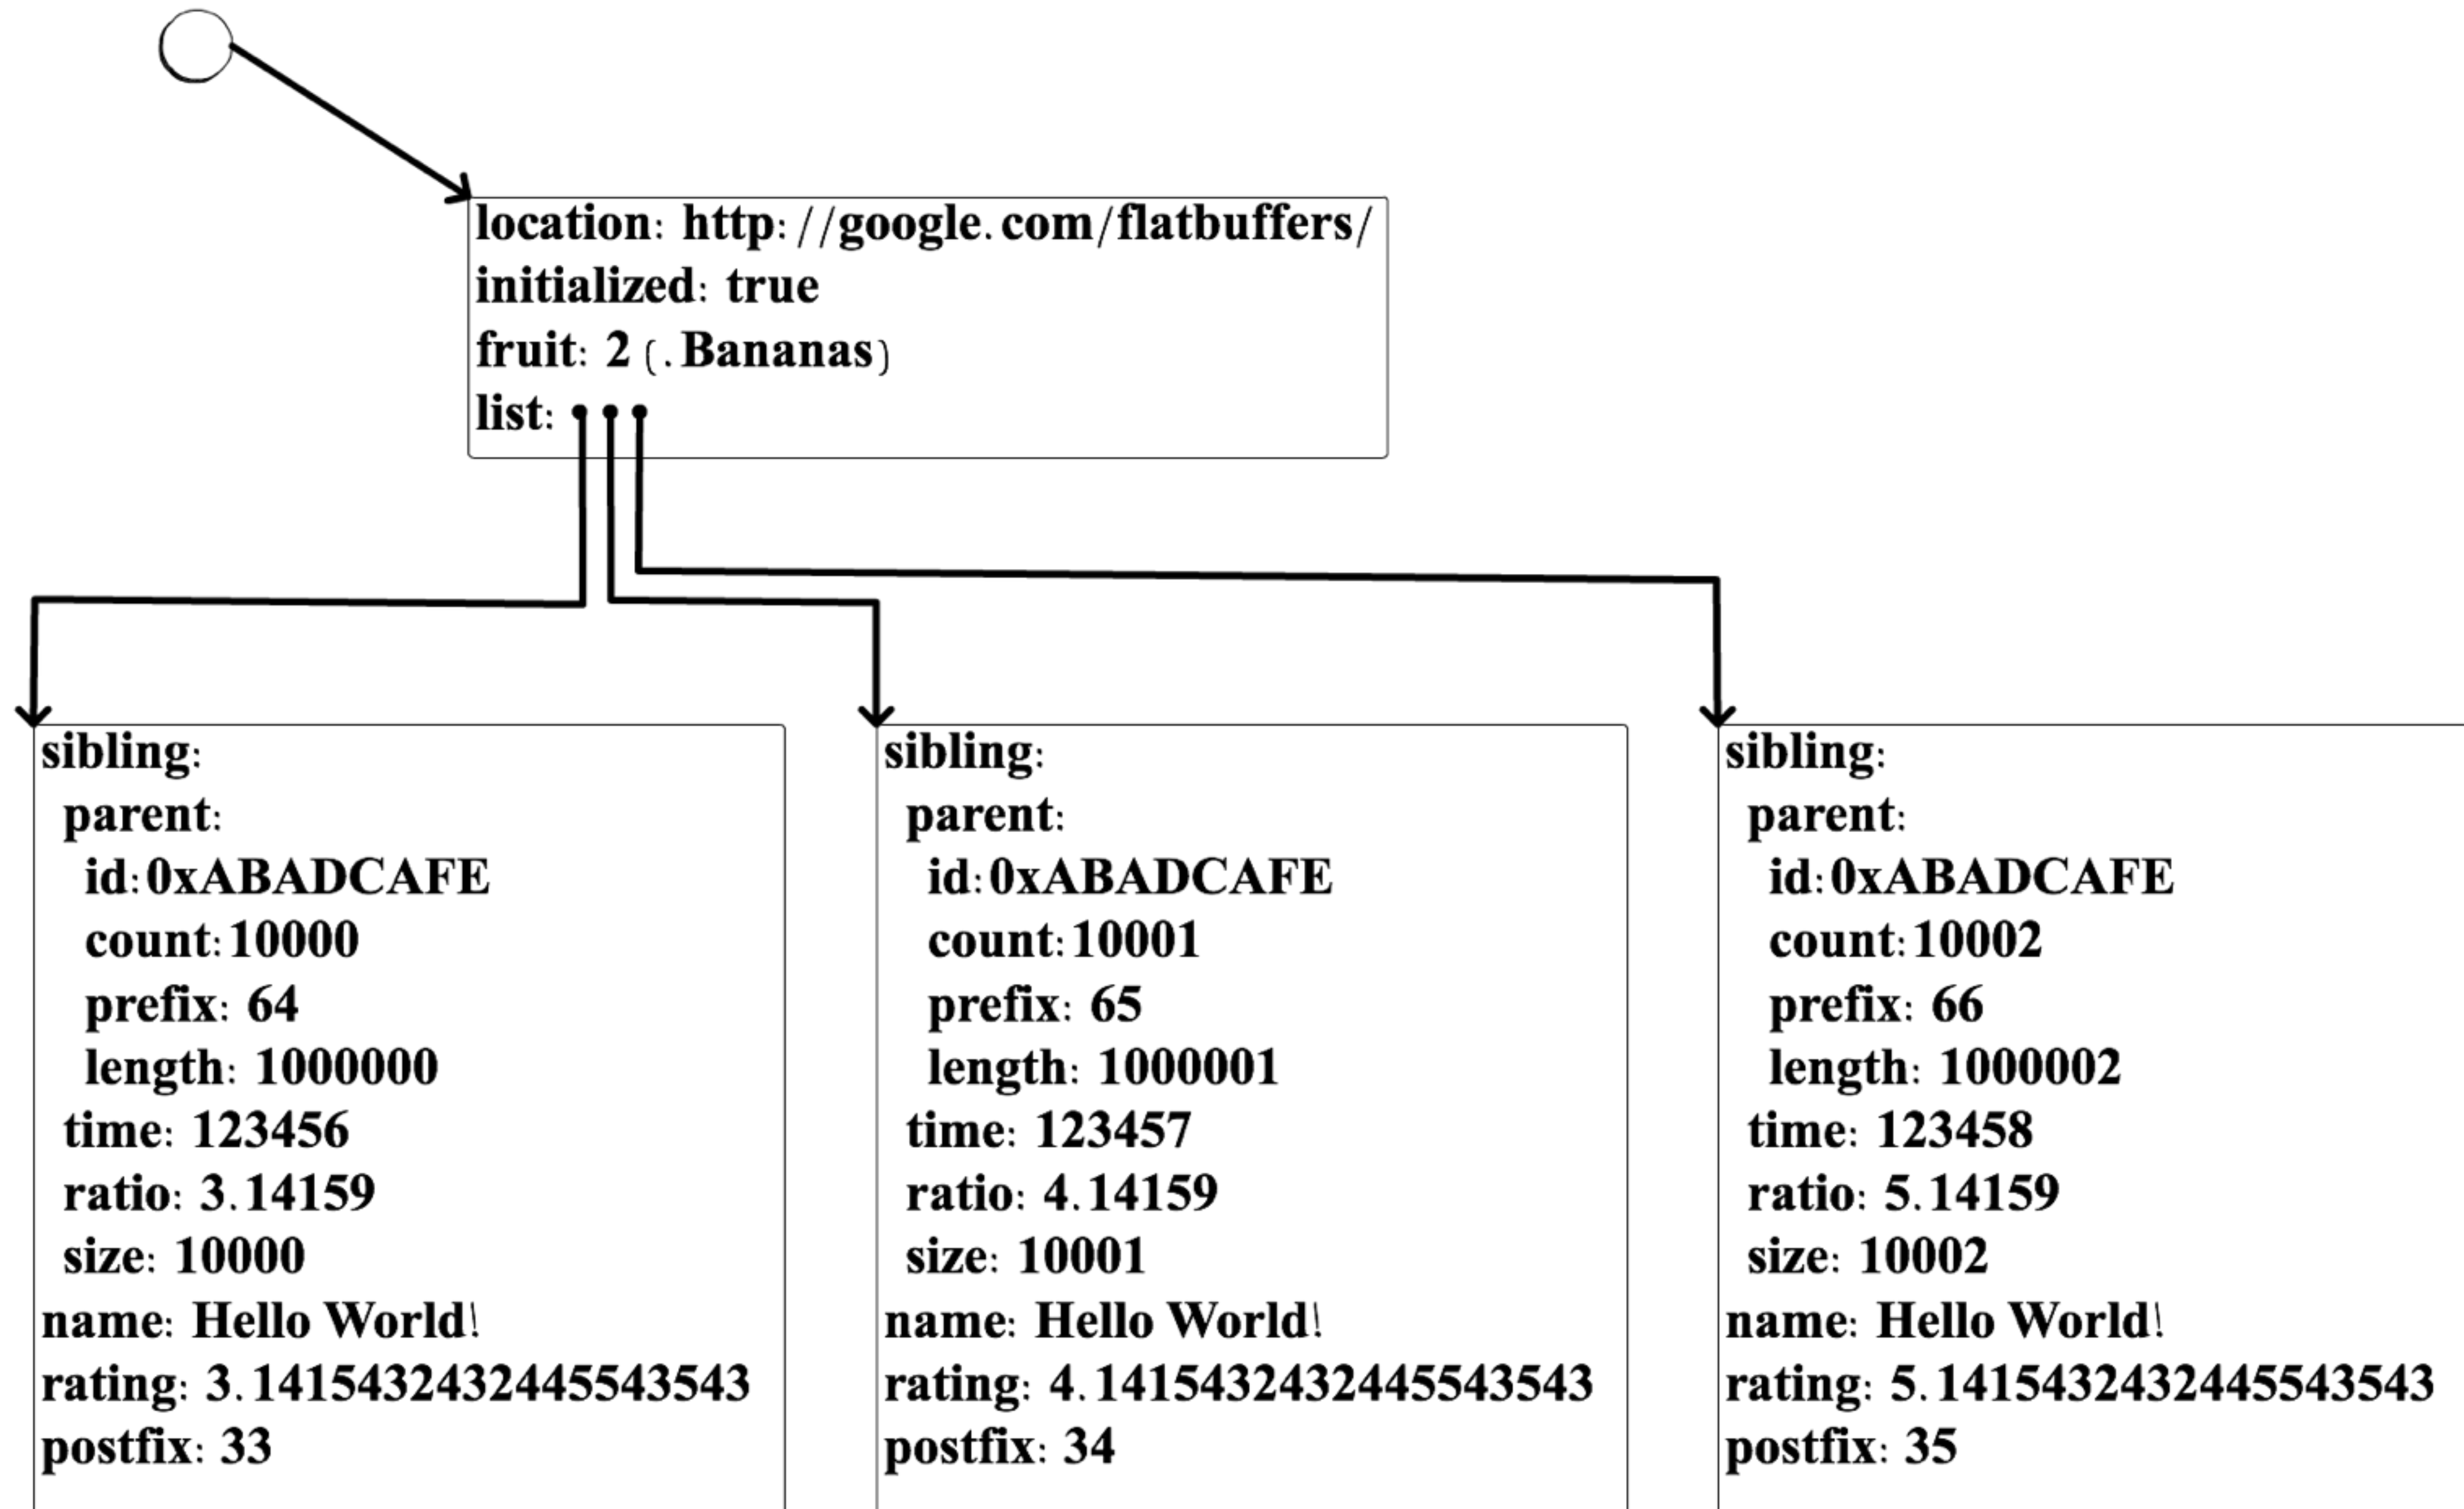 location: http://google.com/flatbuffers/
initialized: true
fruit: 2 (.Bananas)
list:
sibling:
parent:
id:0xABADCAFE
count:10000
prefix: 64
length: 1000000
time: 123456
ratio: 3.14159
size: 10000
name: Hello World!
rating: 3.1415432432445543543
postfix: 33
sibling:
parent:
id:0xABADCAFE
count:10001
prefix: 65
length: 1000001
time: 123457
ratio: 4.14159
size: 10001
name: Hello World!
rating: 4.1415432432445543543
postfix: 34
sibling:
parent:
id:0xABADCAFE
count:10002
prefix: 66
length: 1000002
time: 123458
ratio: 5.14159
size: 10002
name: Hello World!
rating: 5.1415432432445543543
postfix: 35